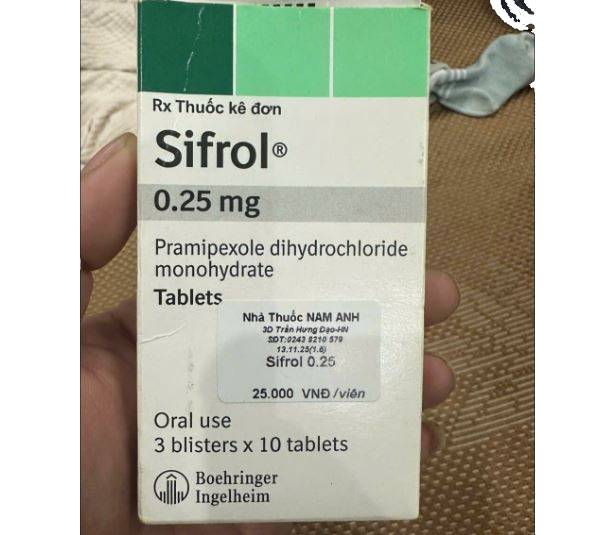 Rx Thuốc kê đơn
Sifrol®
0.25 mg
Pramipexole dihydrochloride
monohydrate
Tablets
Nhà Thuốc NAM ANH
3D Trần Hưng Đạo-HN
SDT:0243 8210 579
13.11.25(1.6)
Sifrol 0.25
25.000 VNĐ /viên
Oral use
3 blisters x 10 tablets
Boehringer
Ingelheim